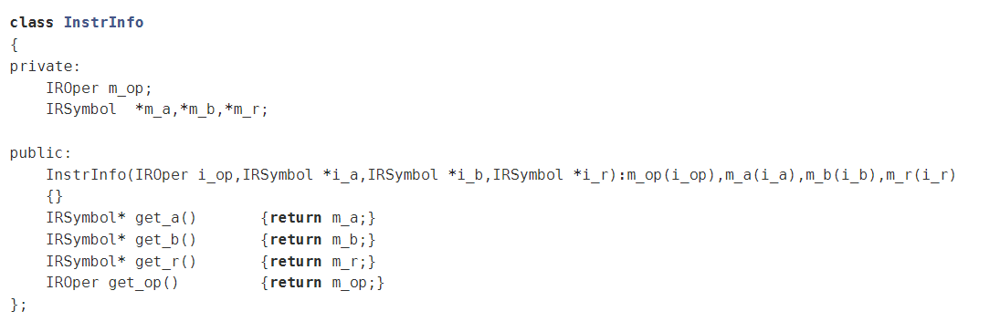 class InstrInfo
{
private:
    IROper m_op;
    IRSymbol  *m_a,*m_b,*m_r;

public:
    InstrInfo(IROper i_op,IRSymbol *i_a,IRSymbol *i_b,IRSymbol *i_r):m_op(i_op),m_a(i_a),m_b(i_b),m_r(i_r)
    {}
    IRSymbol* get_a()       {return m_a;}
    IRSymbol* get_b()       {return m_b;}
    IRSymbol* get_r()       {return m_r;}
    IROper get_op()         {return m_op;}
};